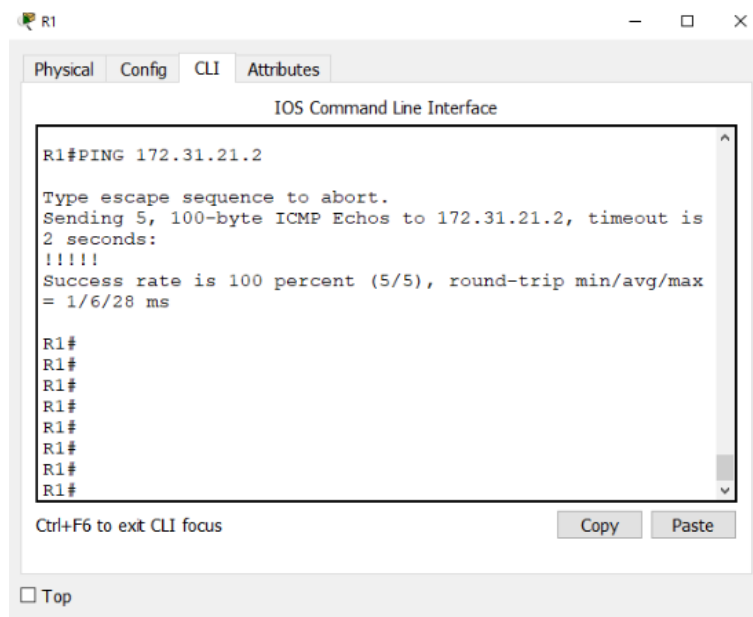 R1
Physical Config CLI Attributes
IOS Command Line Interface
R1#PING 172.31.21.2
Type escape sequence to abort.
Sending 5, 100-byte ICMP Echos to 172.31.21.2, timeout is
2 seconds:
!!!!!
Success rate is 100 percent (5/5), round-trip min/avg/max
= 1/6/28 ms
R1#
R1#
R1#
R1#
R1#
R1#
R1#
R1#
Ctrl+F6 to exit CLI focus
Copy Paste
Top